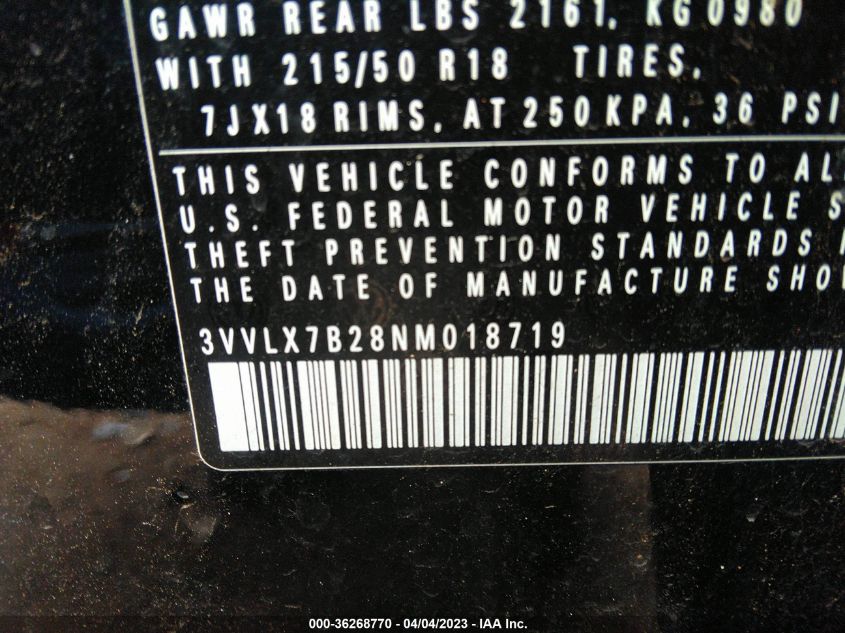 GAWR REAR LBS 2161. KG 0980
WITH 215/50 R18 TIRES,
7JX18 RIMS, AT 250 KPA, 36 PSI
THIS VEHICLE CONFORMS TO AL
U.S. FEDERAL MOTOR VEHICLE S
THEFT PREVENTION STANDARDS
THE DATE OF MANUFACTURE SHO
3VVLX7B28NM018719
000-36268770 - 04/04/2023 - IAA Inc.